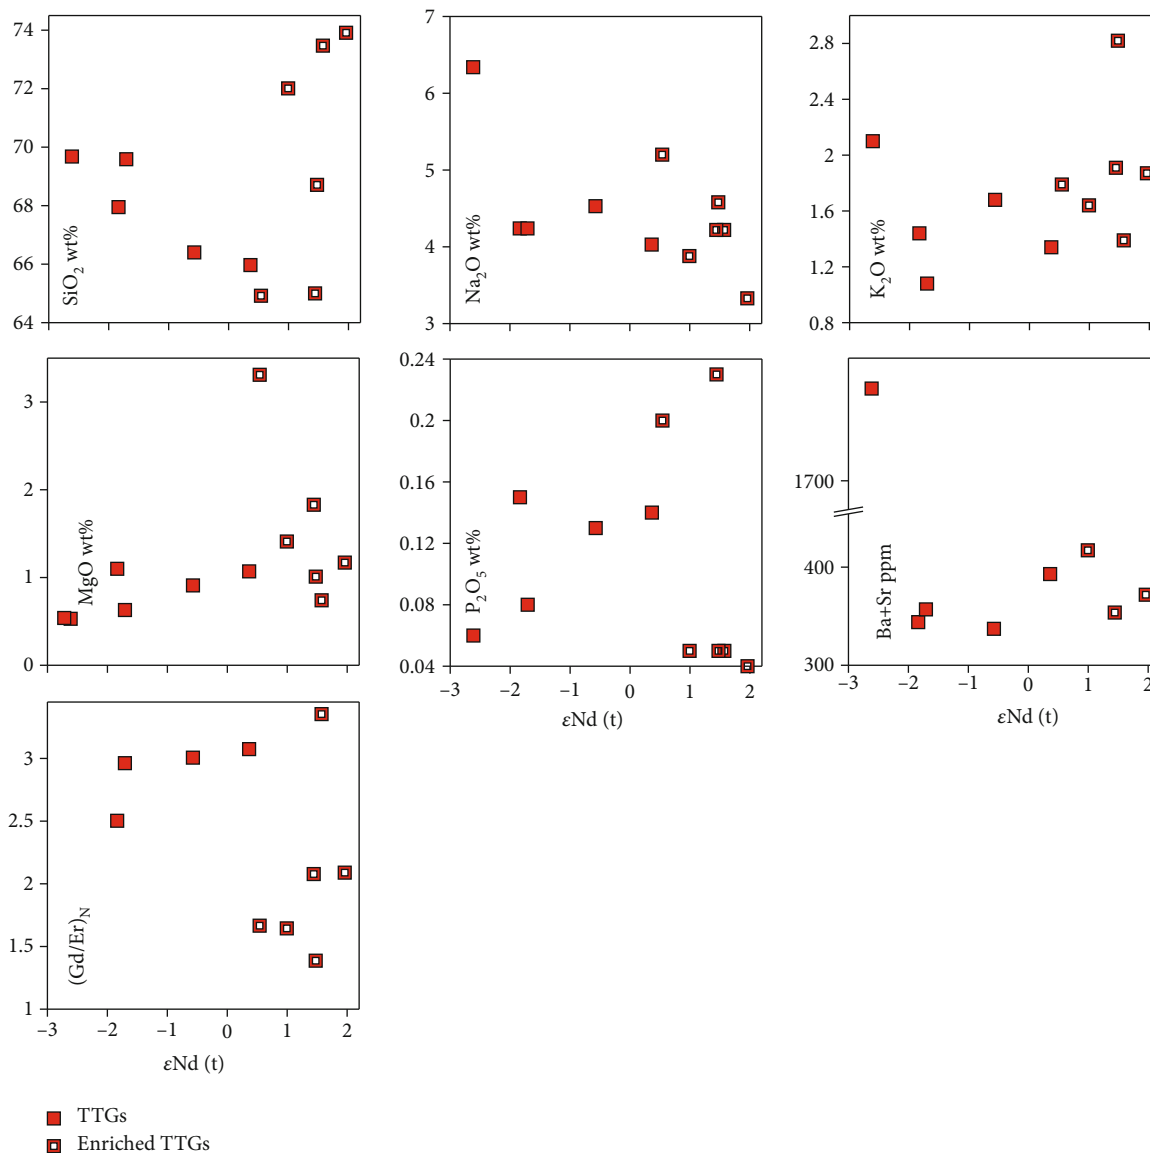 74
72
70
68
66
64
SiO₂ wt%
7
6
5
4
3
Na₂O wt%
2.8
2.4
2
1.6
1.2
0.8
K₂O wt%
3
2
1
0
MgO wt%
0.24
0.2
0.16
0.12
0.08
0.04
P₂O₅ wt%
−3 −2 −1 0 1 2
εNd (t)
1700
400
300
Ba+Sr ppm
−3 −2 −1 0 1 2
εNd (t)
3
2.5
2
1.5
1
(Gd/Er)N
−3 −2 −1 0 1 2
εNd (t)
TTGs
Enriched TTGs